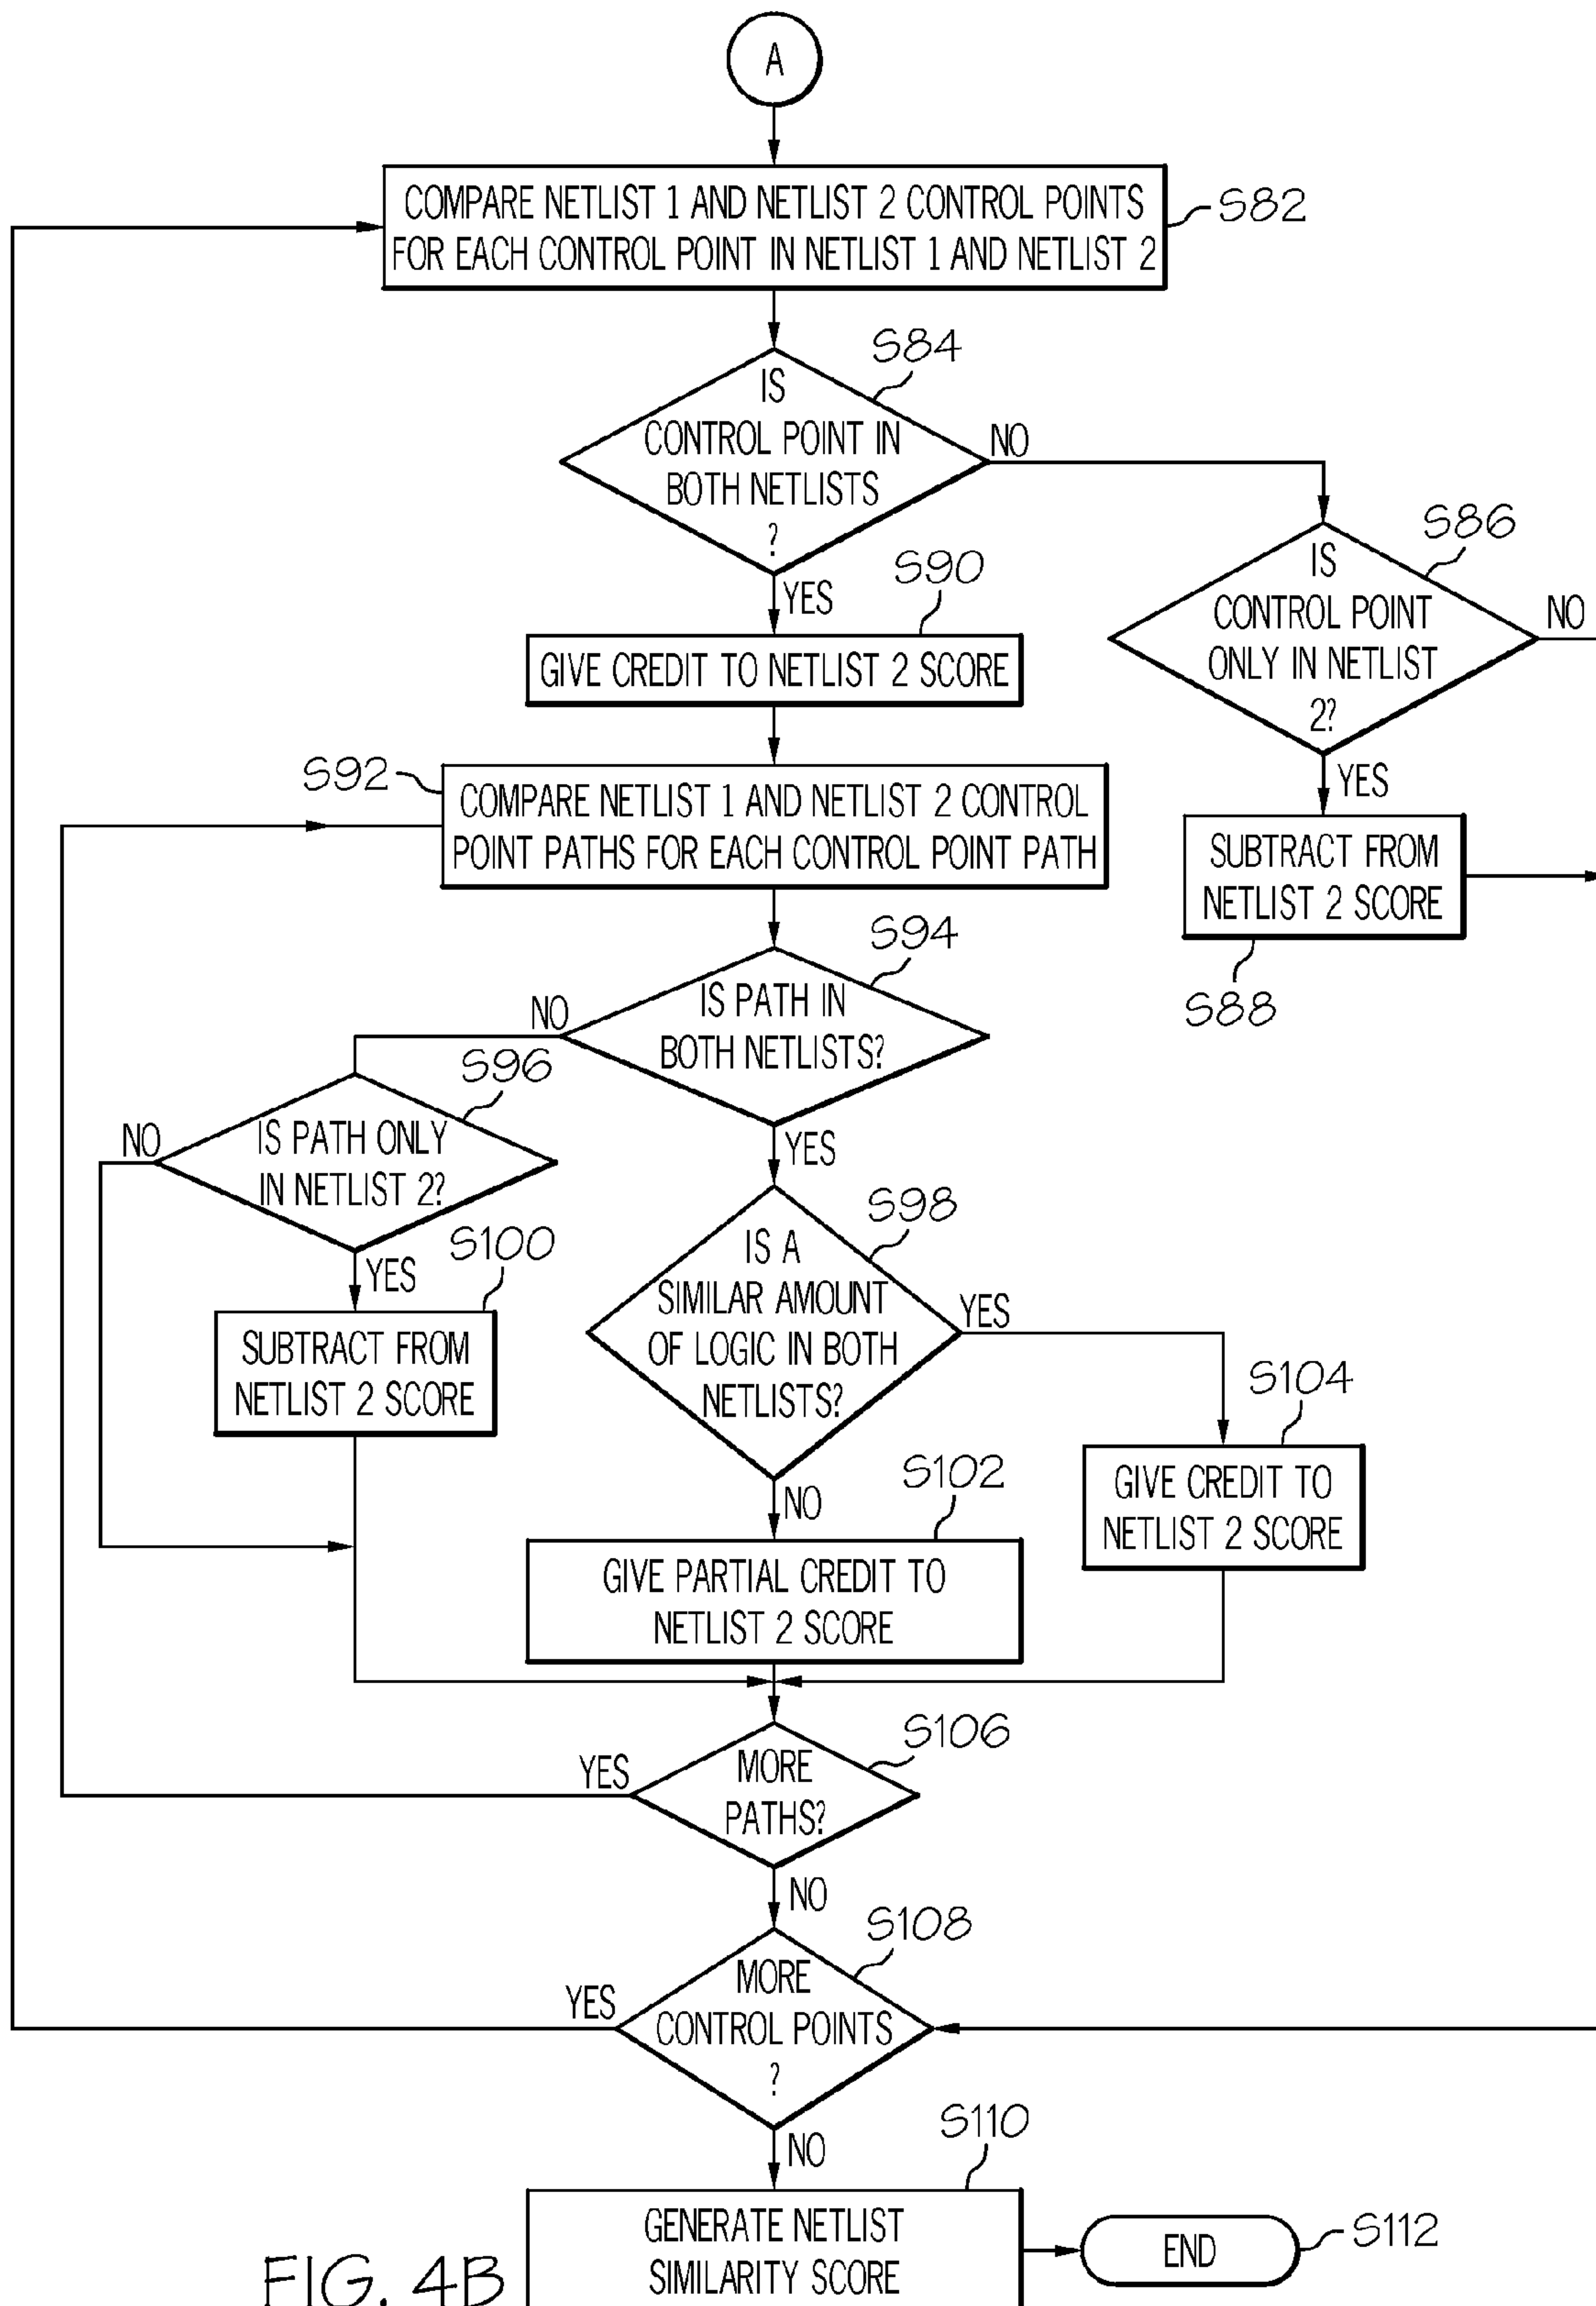 A
COMPARE NETLIST 1 AND NETLIST 2 CONTROL POINTS
FOR EACH CONTROL POINT IN NETLIST 1 AND NETLIST 2
S82
S84
IS
CONTROL POINT IN
BOTH NETLISTS
?
NO
YES
S86
IS
CONTROL POINT
ONLY IN NETLIST
2?
NO
YES
S90
GIVE CREDIT TO NETLIST 2 SCORE
S92
COMPARE NETLIST 1 AND NETLIST 2 CONTROL
POINT PATHS FOR EACH CONTROL POINT PATH
SUBTRACT FROM
NETLIST 2 SCORE
S88
S94
IS PATH IN
BOTH NETLISTS?
NO
YES
S96
IS PATH ONLY
IN NETLIST 2?
NO
YES
S98
IS A
SIMILAR AMOUNT
OF LOGIC IN BOTH
NETLISTS?
YES
NO
S100
SUBTRACT FROM
NETLIST 2 SCORE
S104
GIVE CREDIT TO
NETLIST 2 SCORE
S102
GIVE PARTIAL CREDIT TO
NETLIST 2 SCORE
S106
MORE
PATHS?
YES
NO
S108
MORE
CONTROL POINTS
?
YES
NO
S110
GENERATE NETLIST
SIMILARITY SCORE
END
S112
FIG. 4B